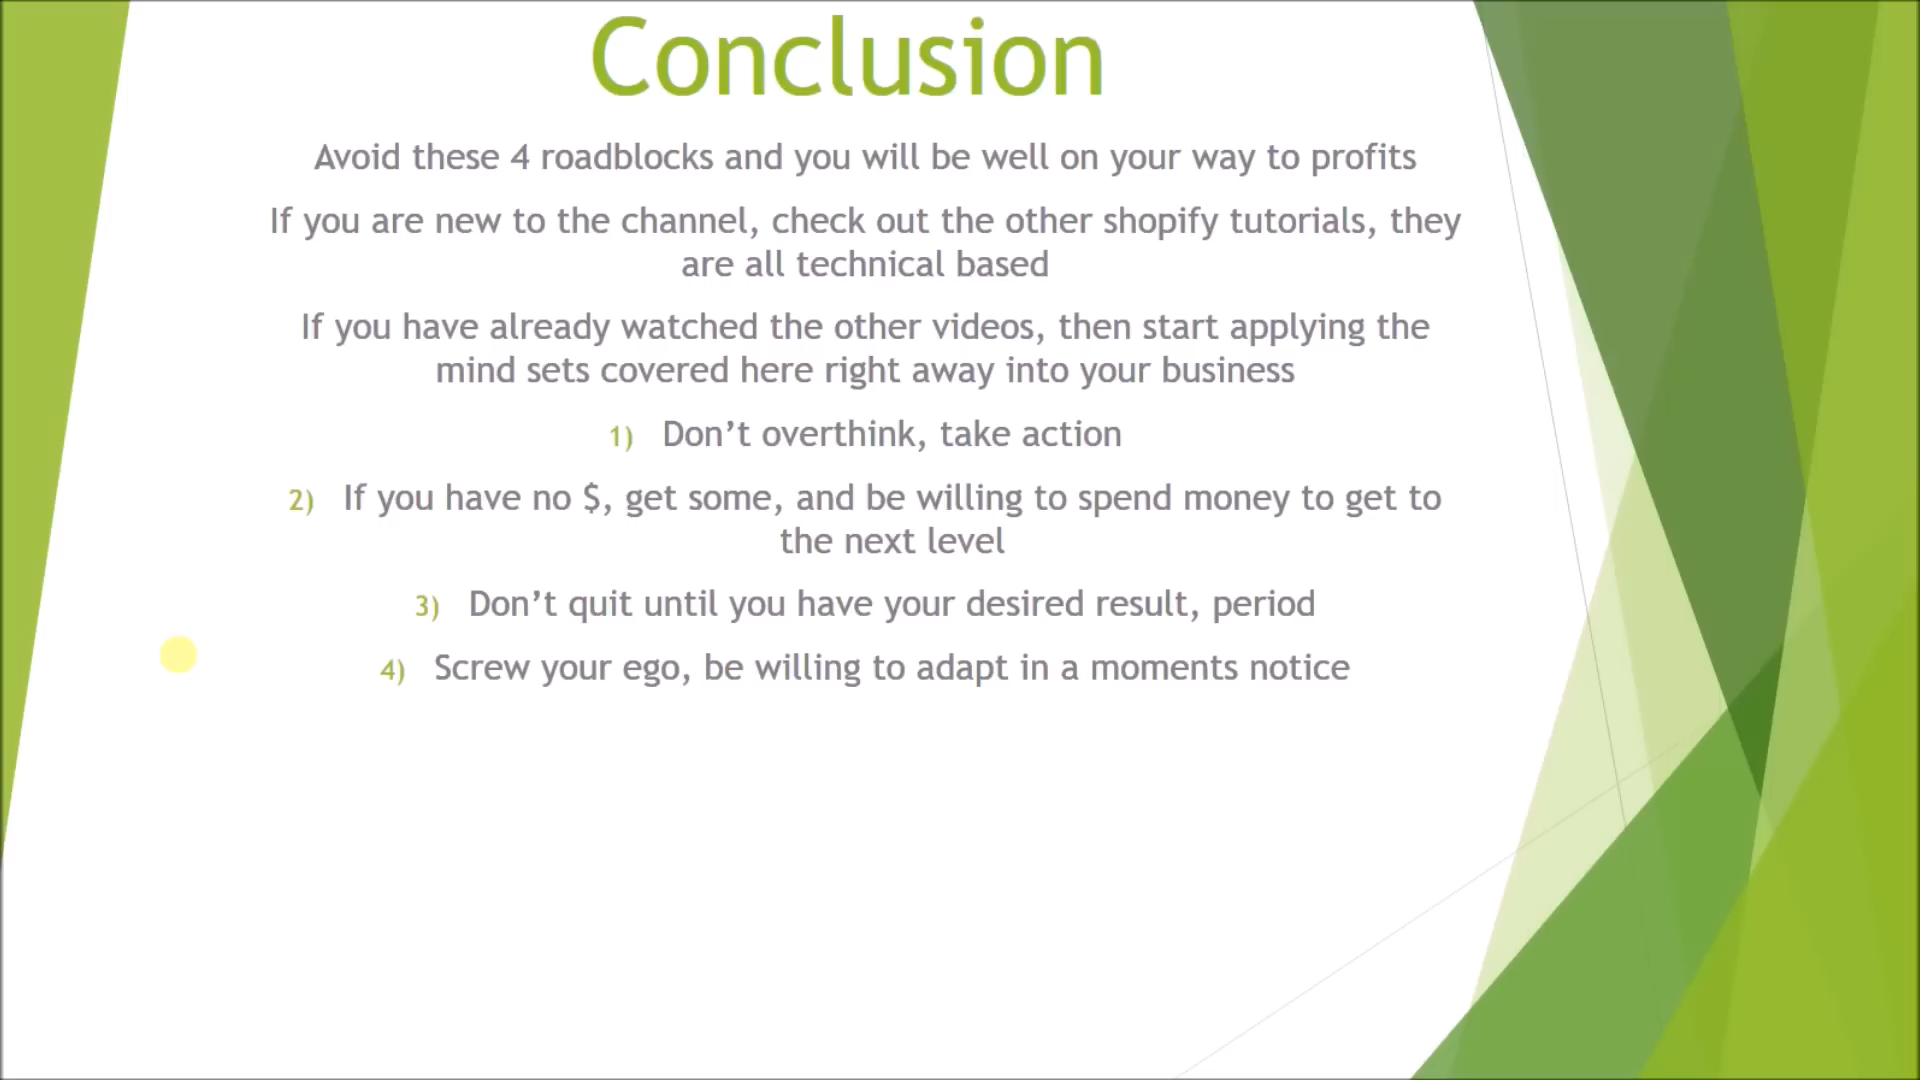 Conclusion
Avoid these 4 roadblocks and you will be well on your way to profits
If you are new to the channel, check out the other shopify tutorials, they
are all technical based
If you have already watched the other videos, then start applying the
mind sets covered here right away into your business
1) Don’t overthink, take action
2) If you have no $, get some, and be willing to spend money to get to
the next level
3) Don’t quit until you have your desired result, period
4) Screw your ego, be willing to adapt in a moments notice